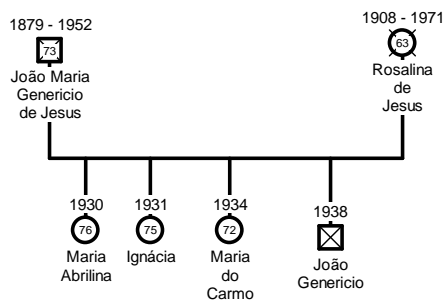 1879 - 1952
73
João Maria
Genericio
de Jesus
1908 - 1971
63
Rosalina
de
Jesus
1930
76
Maria
Abrilina
1931
75
Ignácia
1934
72
Maria
do
Carmo
1938
João
Genericio